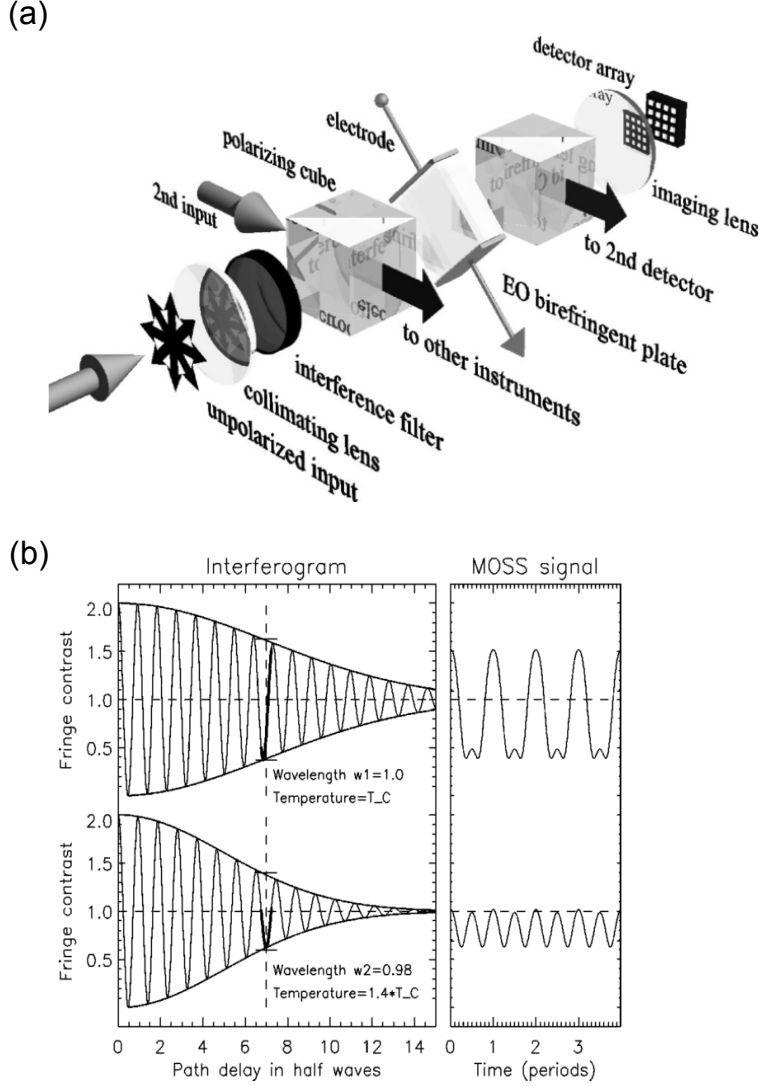 (a)
detector array
electrode
polarizing cube
2nd input
imaging lens
to 2nd detector
EO birefringent plate
to other instruments
interference filter
collimating lens
unpolarized input
(b)
Interferogram
MOSS signal
Fringe contrast
2.0
1.5
1.0
0.5
Wavelength w1=1.0
Temperature=T_C
Fringe contrast
2.0
1.5
1.0
0.5
Wavelength w2=0.98
Temperature=1.4*T_C
0 2 4 6 8 10 12 14
0 1 2 3 4
Path delay in half waves
Time (periods)